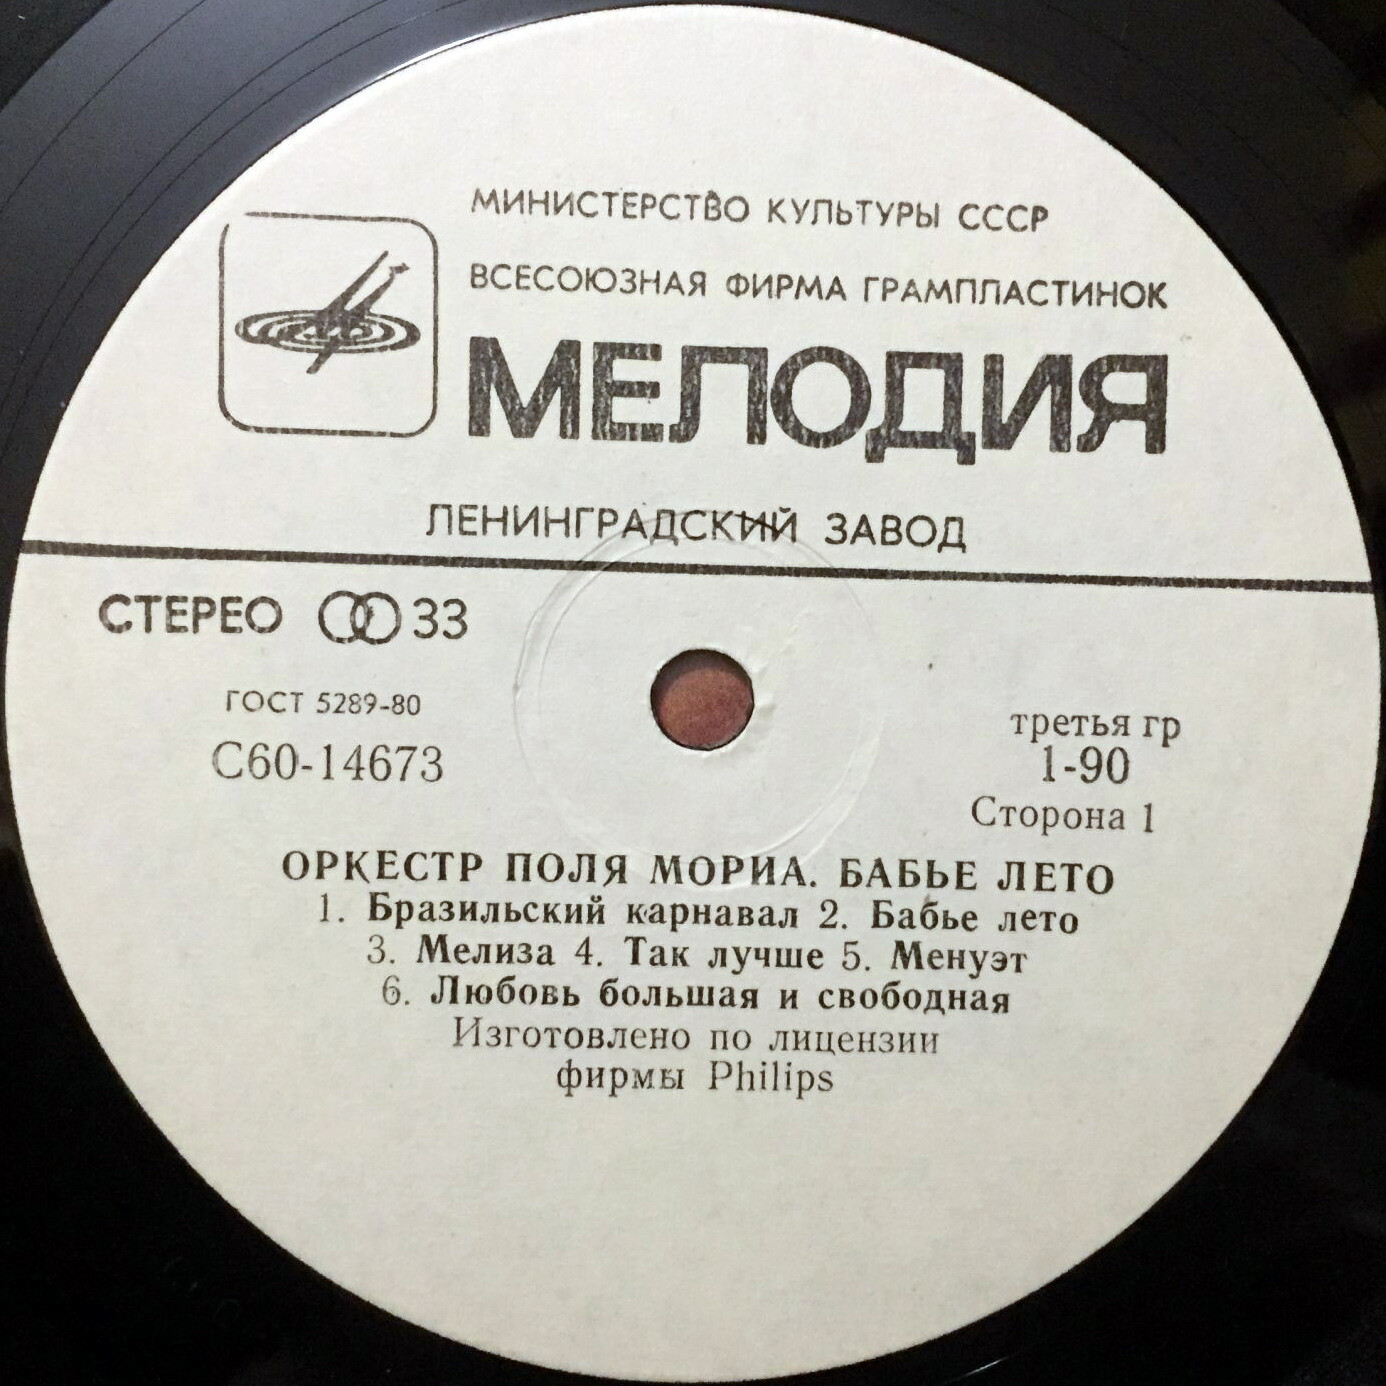 МИНИСТЕРСТВО КУЛЬТУРЫ СССР
ВСЕСОЮЗНАЯ ФИРМА ГРАМПЛАСТИНОК
МЕЛОДИЯ
ЛЕНИНГРАДСКИЙ ЗАВОД
СТЕРЕО 33
ГОСТ 5289-80
С60-14673
третья гр
1-90
Сторона 1
ОРКЕСТР ПОЛЯ МОРИА. БАБЬЕ ЛЕТО
1. Бразильский карнавал 2. Бабье лето
3. Мелиза 4. Так лучше 5. Менуэт
6. Любовь большая и свободная
Изготовлено по лицензии
фирмы Philips